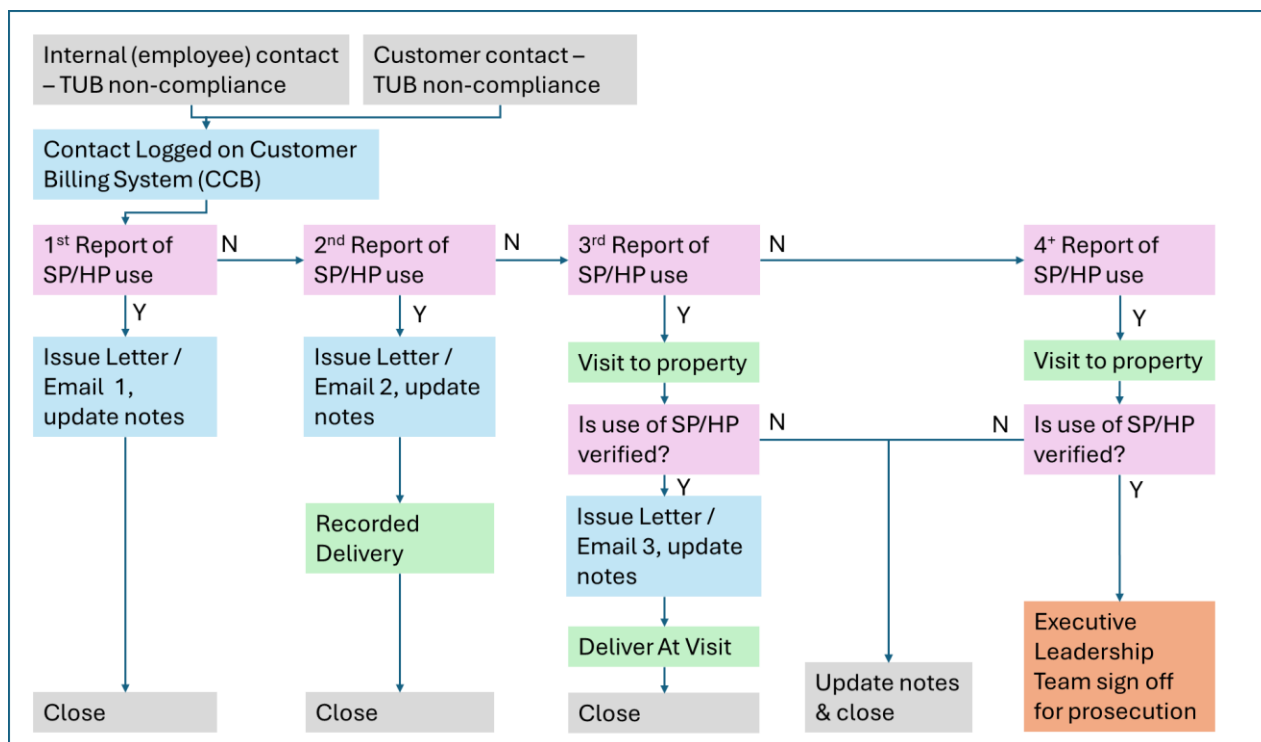 Internal (employee) contact
– TUB non-compliance
Customer contact –
TUB non-compliance
Contact Logged on Customer
Billing System (CCB)
1st Report of
SP/HP use
N
2nd Report of
SP/HP use
N
3rd Report of
SP/HP use
N
4+ Report of
SP/HP use
Y
Y
Y
Y
Issue Letter /
Email 1,
update notes
Issue Letter /
Email 2, update
notes
Visit to property
Visit to property
Is use of SP/HP
verified?
N
N
Is use of SP/HP
verified?
Y
Y
Recorded
Delivery
Issue Letter /
Email 3, update
notes
Deliver At Visit
Executive
Leadership
Team sign off
for prosecution
Close
Close
Close
Update notes
& close